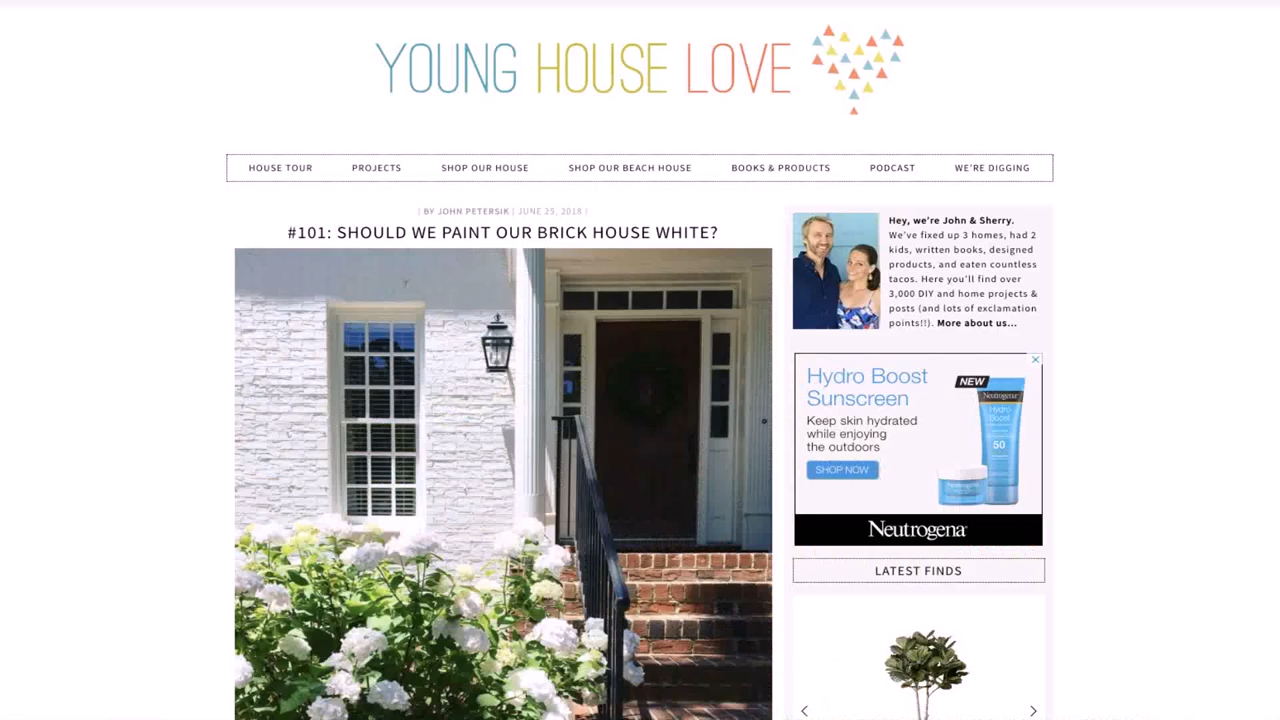 YOUNG HOUSE LOVE
HOUSE TOUR PROJECTS SHOP OUR HOUSE SHOP OUR BEACH HOUSE BOOKS & PRODUCTS PODCAST WE'RE DIGGING
| BY JOHN PETERSIK | JUNE 25, 2018 |
#101: SHOULD WE PAINT OUR BRICK HOUSE WHITE?
Hey, we're John & Sherry.
We've fixed up 3 homes, had 2
kids, written books, designed
products, and eaten countless
tacos. Here you'll find over
3,000 DIY and home projects &
posts (and lots of exclamation
points!!). More about us...
Hydro Boost
Sunscreen
Keep skin hydrated
while enjoying
the outdoors
SHOP NOW
NEW
Neutrogena
Hydro
Boost
50
Neutrogena
LATEST FINDS